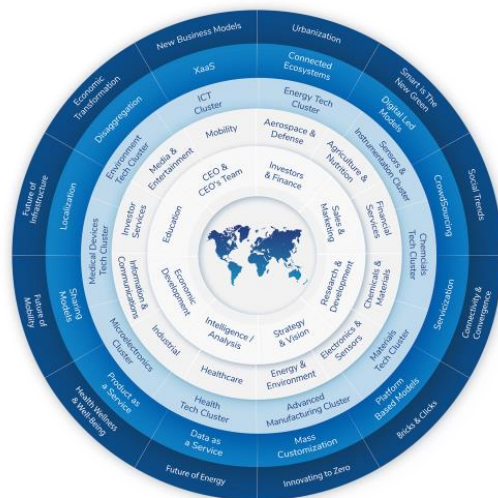 New Business Models
Urbanization
Smart is The
New Green
Social Trends
Connectivity &
Convergence
Bricks & Clicks
Innovating to Zero
Future of Energy
Health Wellness
& Well-Being
Future of
Mobility
Future of
Infrastructure
Economic
Transformation
XaaS
Connected
Ecosystems
Digital Led
Models
CrowdSourcing
Servicization
Platform
Based Models
Mass
Customization
Data as
a Service
Product as
a Service
Sharing
Models
Localization
Disaggregation
ICT
Cluster
Energy Tech
Cluster
Sensors &
Instrumentation Cluster
Chemcials
Tech Cluster
Materials
Tech Cluster
Advanced
Manufacturing Cluster
Health
Tech Cluster
Microelectronics
Cluster
Medical Devices
Tech Cluster
Environment
Tech Cluster
Mobility
Aerospace &
Defense
Agriculture &
Nutrition
Financial
Services
Chemicals &
Materials
Electronics &
Sensors
Energy &
Environment
Healthcare
Industrial
Information &
Communications
Investor
Services
Media &
Entertainment
CEO &
CEO's Team
Investors
& Finance
Sales &
Marketing
Research &
Development
Strategy
& Vision
Intelligence /
Analysis
Economic
Development
Education